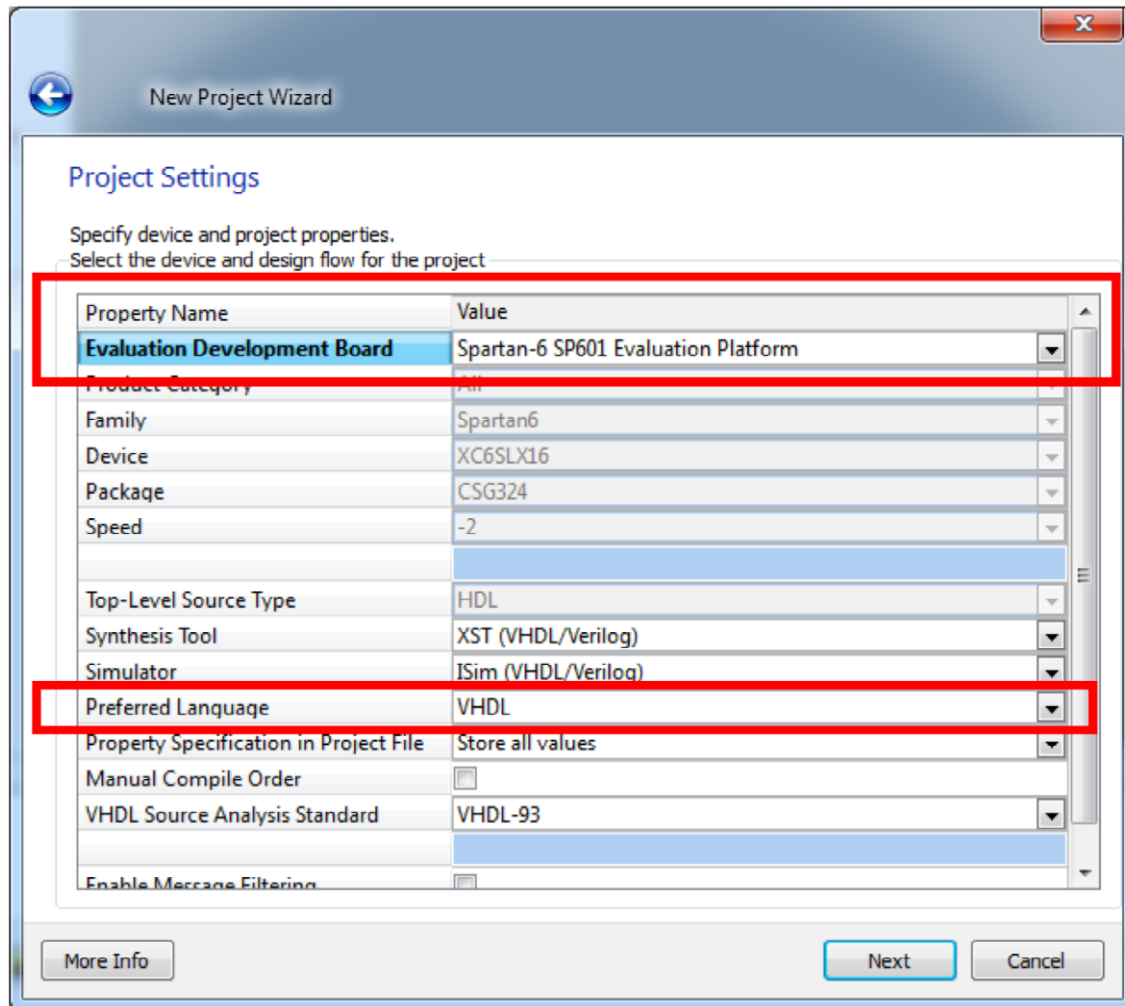 New Project Wizard
Project Settings
Specify device and project properties.
Select the device and design flow for the project
Property Name Value
Evaluation Development Board Spartan-6 SP601 Evaluation Platform
Product Category All
Family Spartan6
Device XC6SLX16
Package CSG324
Speed -2
Top-Level Source Type HDL
Synthesis Tool XST (VHDL/Verilog)
Simulator ISim (VHDL/Verilog)
Preferred Language VHDL
Property Specification in Project File Store all values
Manual Compile Order
VHDL Source Analysis Standard VHDL-93
Enable Message Filtering
More Info Next Cancel